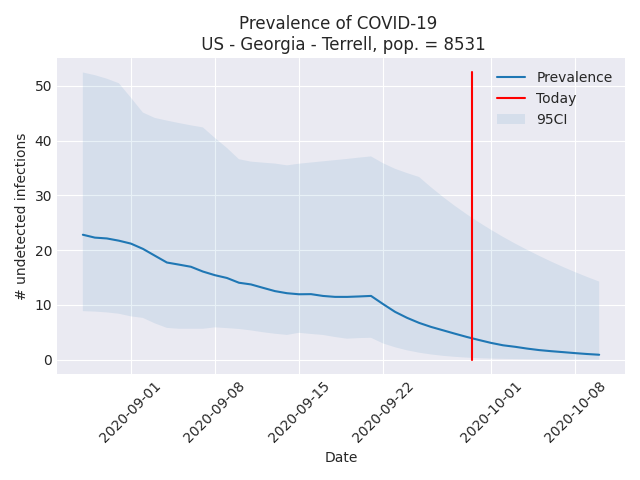 Prevalence of COVID-19
US - Georgia - Terrell, pop. = 8531
Prevalence
Today
95CI
# undetected infections
50
40
30
20
10
0
2020-09-01
2020-09-08
2020-09-15
2020-09-22
2020-10-01
2020-10-08
Date